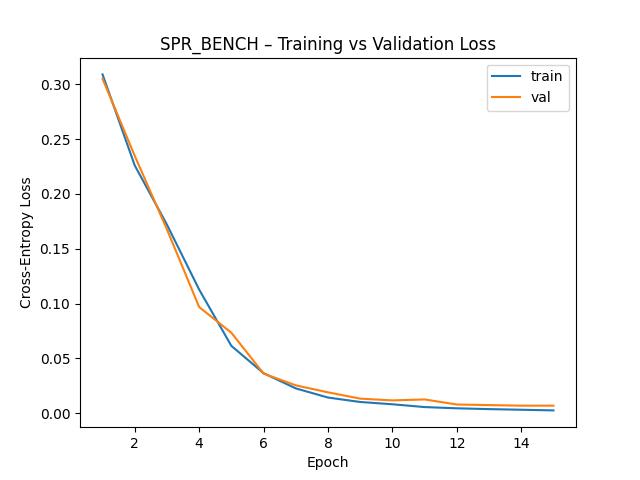 SPR_BENCH – Training vs Validation Loss
train
val
Cross-Entropy Loss
0.30
0.25
0.20
0.15
0.10
0.05
0.00
2
4
6
8
10
12
14
Epoch